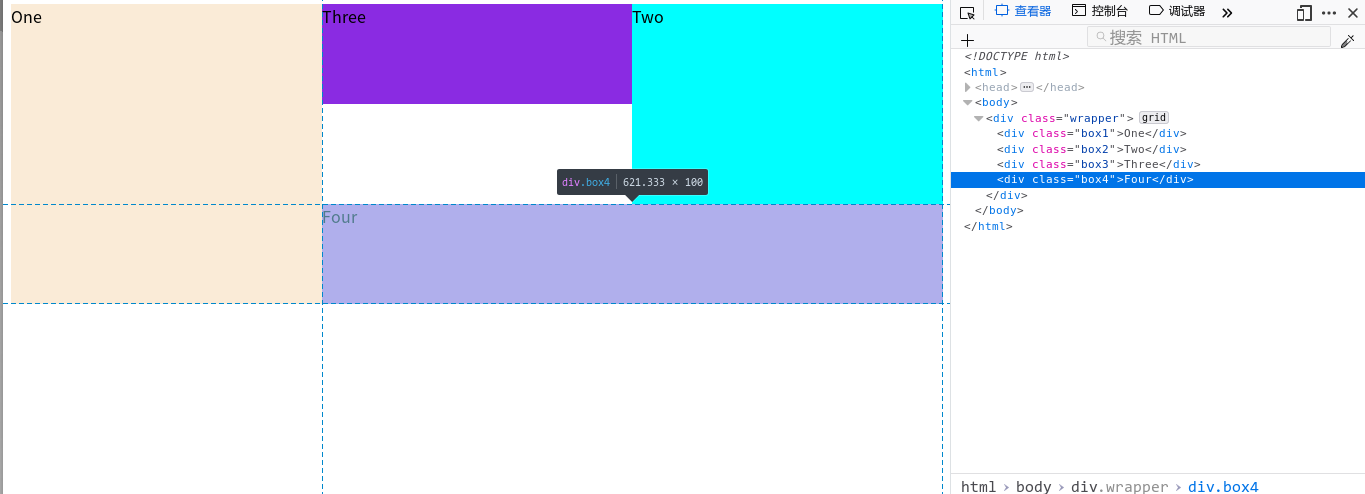 One
Three
Two
div.box4 621.333 × 100
Four
查看器 控制台 调试器
搜索 HTML
<!DOCTYPE html>
<html>
<head>⋯</head>
<body>
<div class="wrapper"> grid
<div class="box1">One</div>
<div class="box2">Two</div>
<div class="box3">Three</div>
<div class="box4">Four</div>
</div>
</body>
</html>
html › body › div.wrapper › div.box4